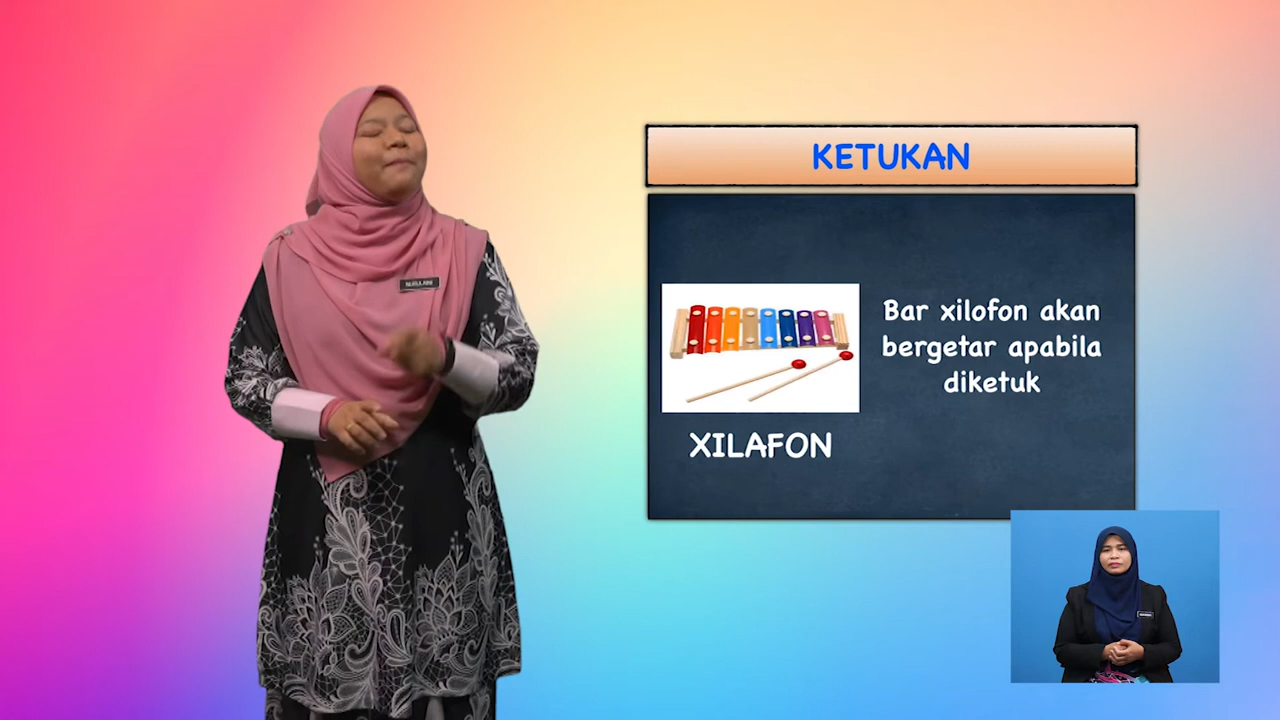 KETUKAN
Bar xilofon akan
bergetar apabila
diketuk
XILAFON